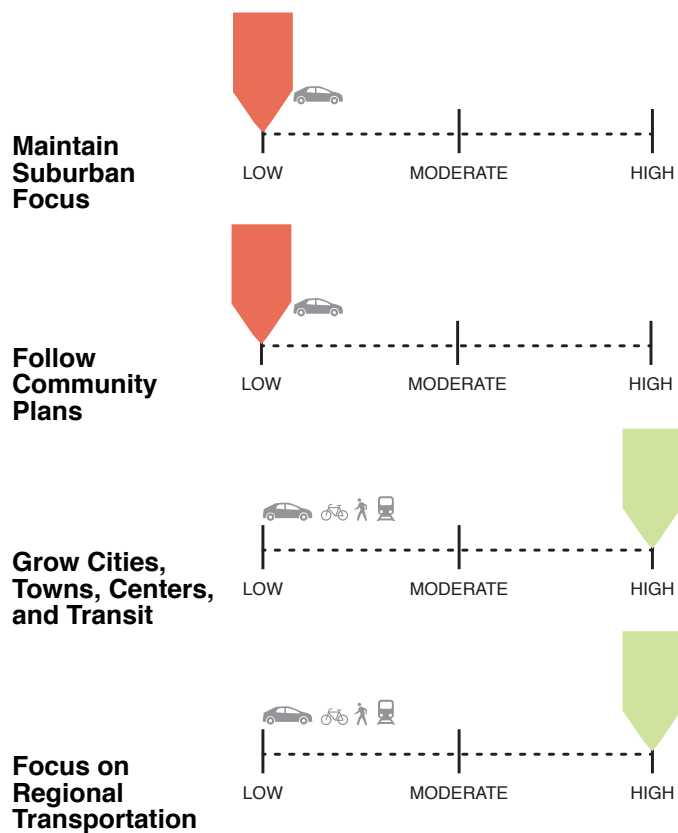 Maintain
Suburban
Focus
LOW
MODERATE
HIGH
Follow
Community
Plans
LOW
MODERATE
HIGH
Grow Cities,
Towns, Centers,
and Transit
LOW
MODERATE
HIGH
Focus on
Regional
Transportation
LOW
MODERATE
HIGH